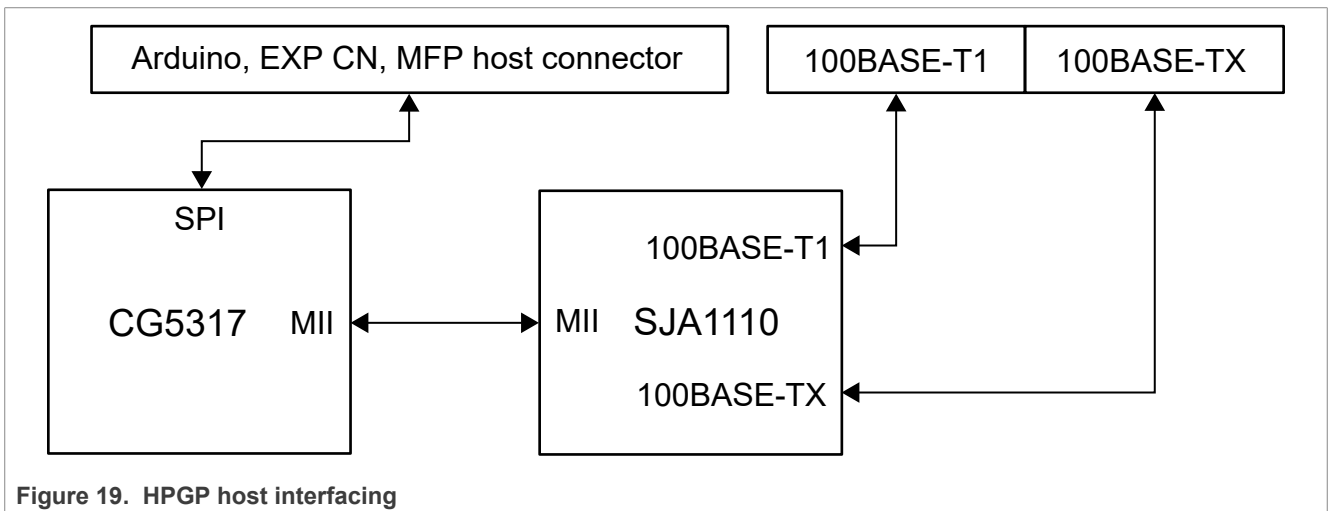 Arduino, EXP CN, MFP host connector
100BASE-T1
100BASE-TX
SPI
CG5317
MII
MII
SJA1110
100BASE-T1
100BASE-TX
Figure 19. HPGP host interfacing